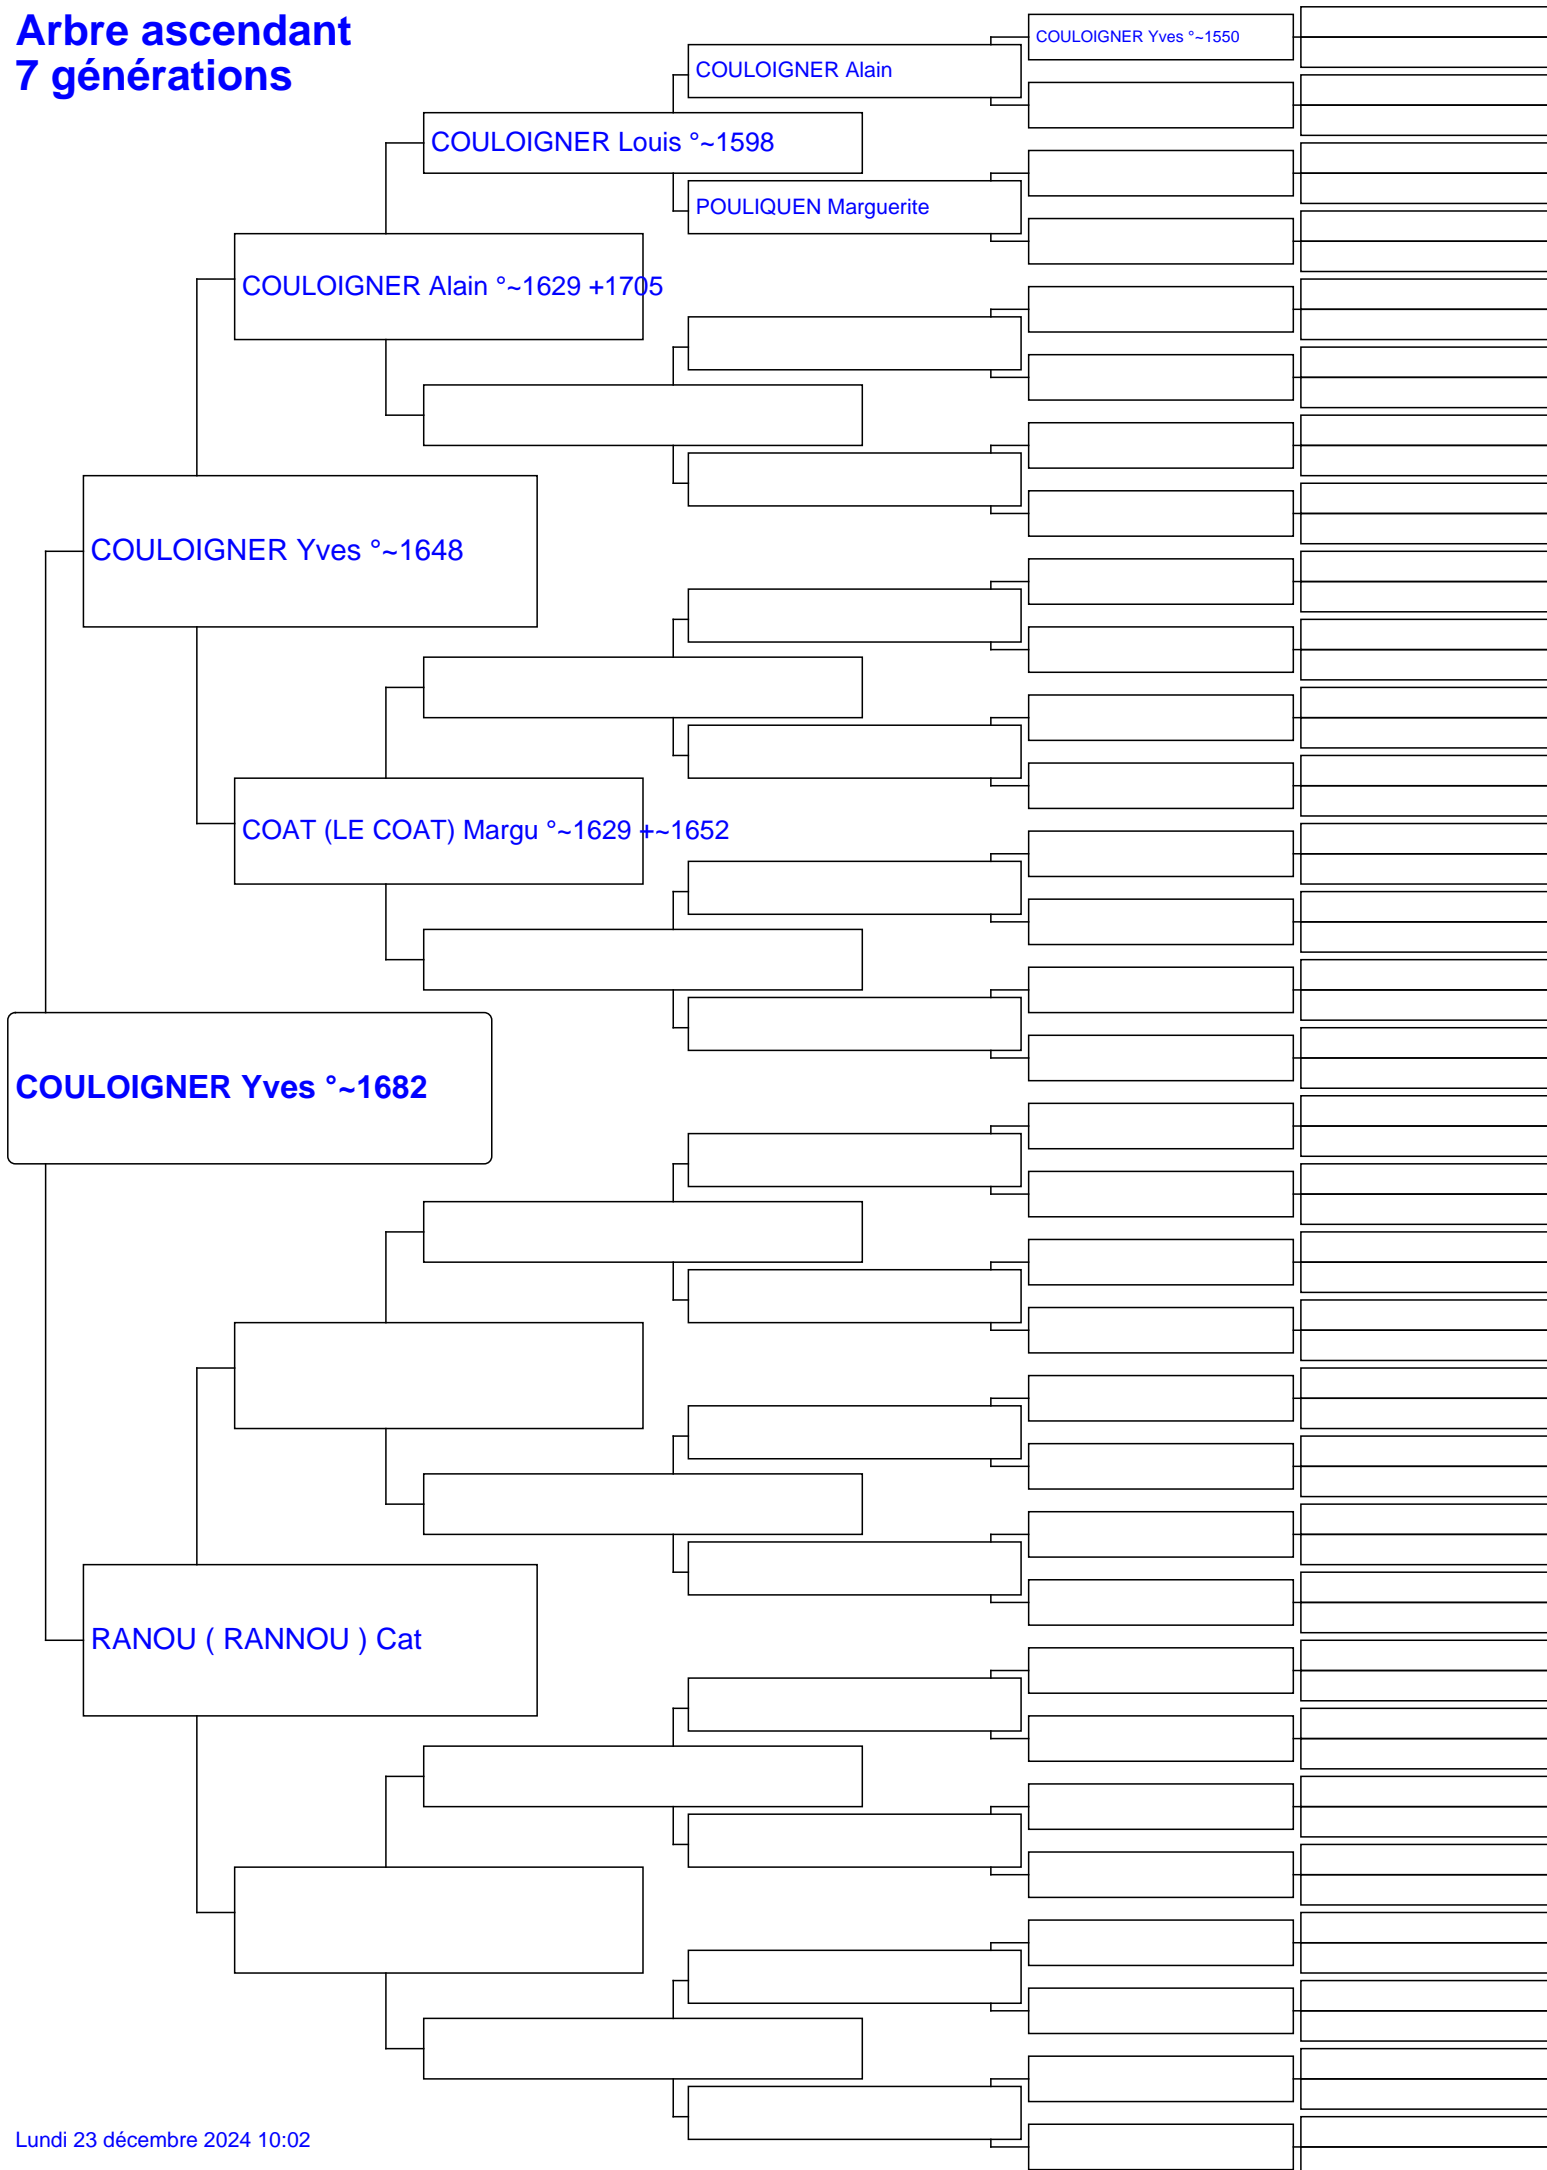 Arbre ascendant
7 générations
COULOIGNER Yves °~1550
COULOIGNER Alain
COULOIGNER Louis °~1598
POULIQUEN Marguerite
COULOIGNER Alain °~1629 +1705
COULOIGNER Yves °~1648
COAT (LE COAT) Margu °~1629 +~1652
COULOIGNER Yves °~1682
RANOU ( RANNOU ) Cat
Lundi 23 décembre 2024 10:02